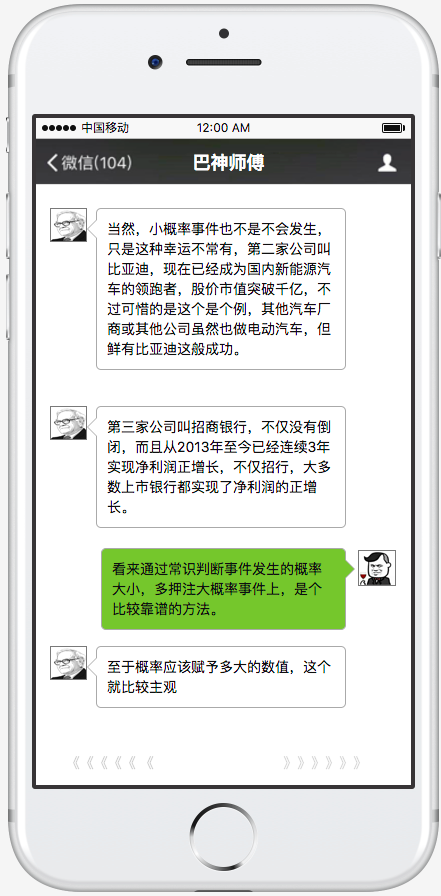 中国移动 12:00 AM
微信(104) 巴神师傅
当然，小概率事件也不是不会发生，
只是这种幸运不常有，第二家公司叫
比亚迪，现在已经成为国内新能源汽
车的领跑者，股价市值突破千亿，不
过可惜的是这个是个例，其他汽车厂
商或其他公司虽然也做电动汽车，但
鲜有比亚迪这般成功。
第三家公司叫招商银行，不仅没有倒
闭，而且从2013年至今已经连续3年
实现净利润正增长，不仅招行，大多
数上市银行都实现了净利润的正增
长。
看来通过常识判断事件发生的概率
大小，多押注大概率事件上，是个
比较靠谱的方法。
至于概率应该赋予多大的数值，这个
就比较主观
《《《《《《 》》》》》》